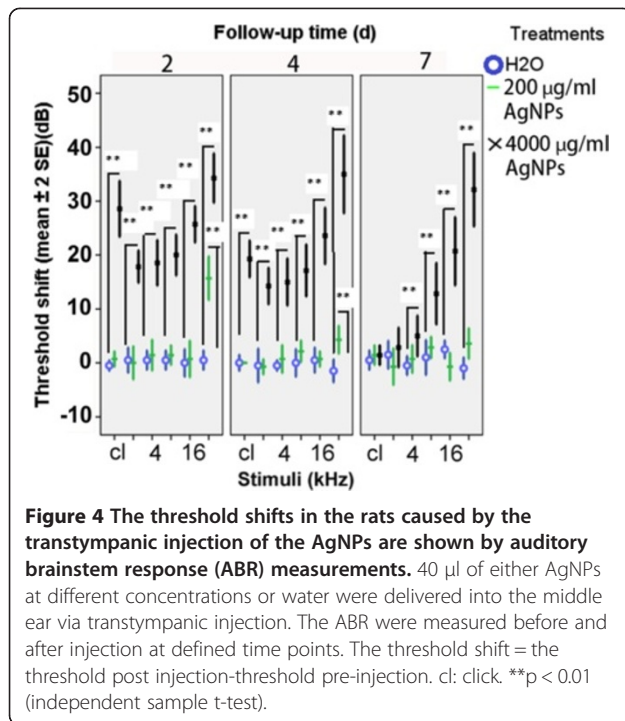 Follow-up time (d)
Treatments
2 4 7
H2O
200 µg/ml
AgNPs
4000 µg/ml
AgNPs
Threshold shift (mean ± 2 SE)(dB)
50
40
30
20
10
0
-10
** ** ** ** ** ** **
** ** ** ** ** ** **
** ** ** **
cl 4 16 cl 4 16 cl 4 16
Stimuli (kHz)
Figure 4 The threshold shifts in the rats caused by the
transtympanic injection of the AgNPs are shown by auditory
brainstem response (ABR) measurements. 40 µl of either AgNPs
at different concentrations or water were delivered into the middle
ear via transtympanic injection. The ABR were measured before and
after injection at defined time points. The threshold shift = the
threshold post injection-threshold pre-injection. cl: click. **p < 0.01
(independent sample t-test).